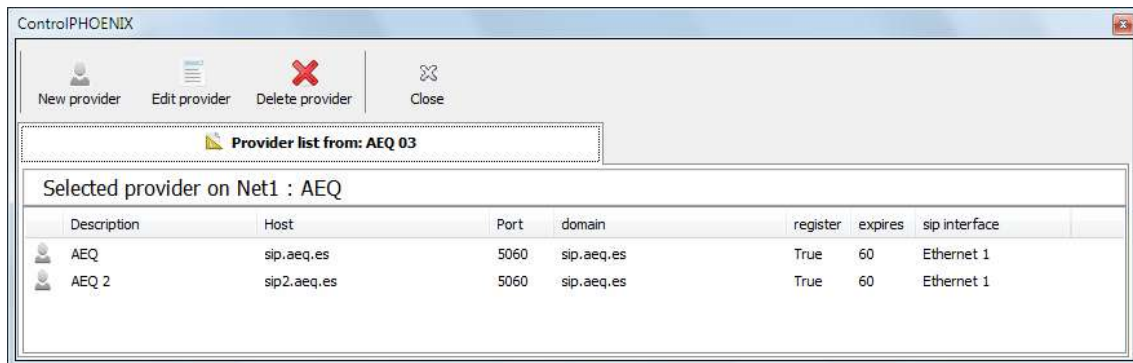 ControlPHOENIX
New provider Edit provider Delete provider Close
Provider list from: AEQ 03
Selected provider on Net1 : AEQ
Description Host Port domain register expires sip interface
AEQ sip.aeq.es 5060 sip.aeq.es True 60 Ethernet 1
AEQ 2 sip2.aeq.es 5060 sip.aeq.es True 60 Ethernet 1